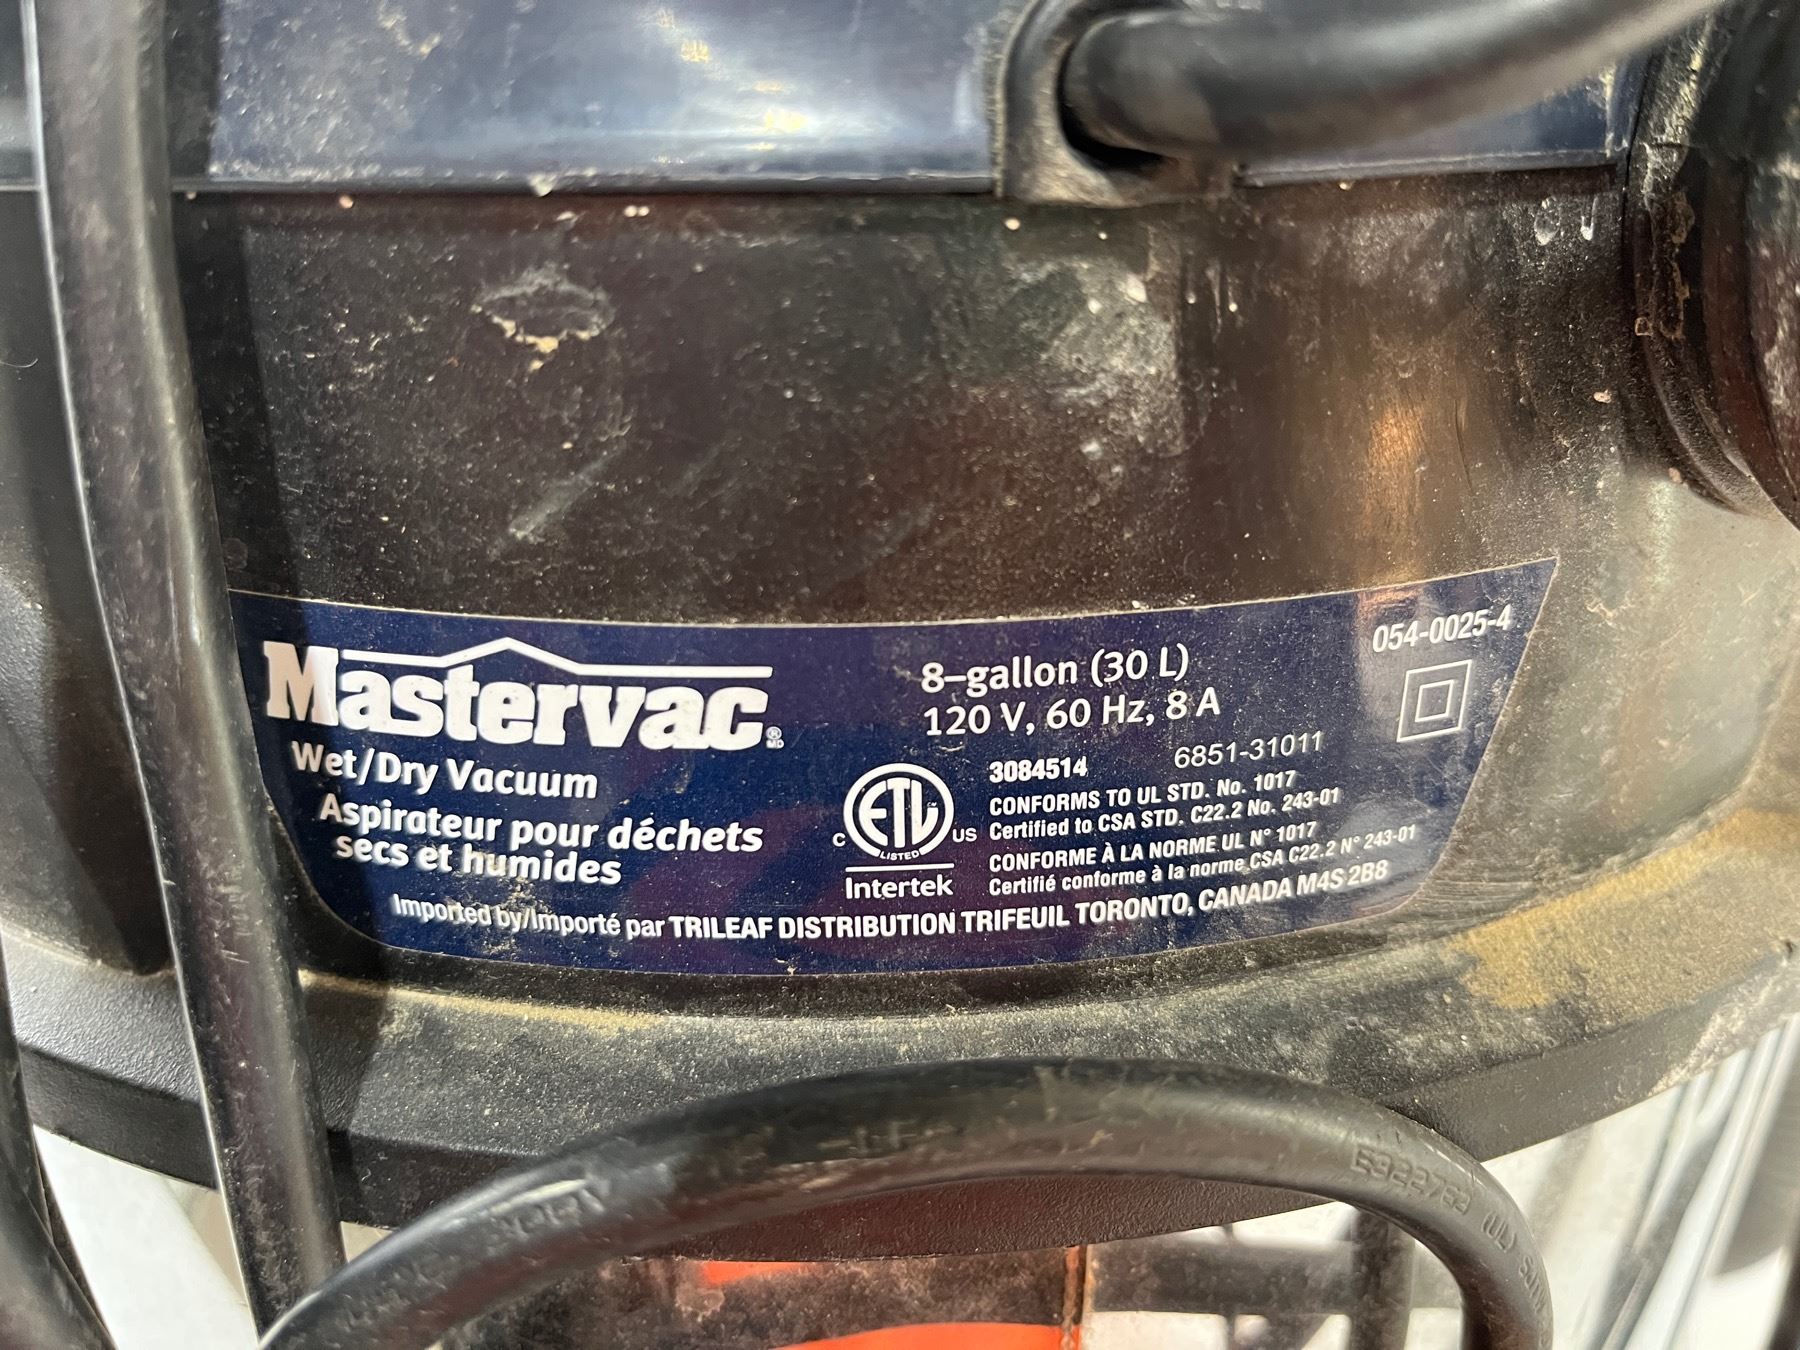 Mastervac®
MD
Wet/Dry Vacuum
Aspirateur pour déchets
secs et humides
8–gallon (30 L)
120 V, 60 Hz, 8 A
054-0025-4
6851-31011
C ETL US
LISTED
Intertek
3084514
CONFORMS TO UL STD. No. 1017
Certified to CSA STD. C22.2 No. 243-01
CONFORME À LA NORME UL N° 1017
Certifié conforme à la norme CSA C22.2 N° 243-01
Imported by/Importé par TRILEAF DISTRIBUTION TRIFEUIL TORONTO, CANADA M4S 2B8
E322763 (UL)